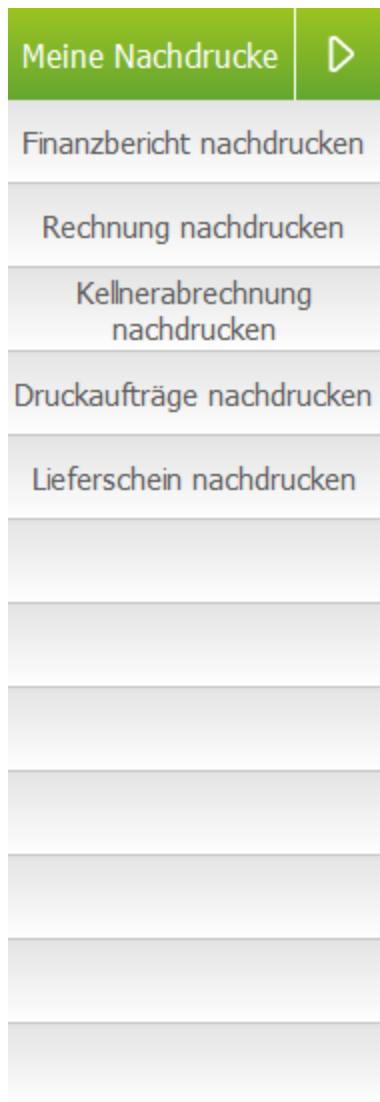 Meine Nachdrucke
Finanzbericht nachdrucken
Rechnung nachdrucken
Kellnerabrechnung
nachdrucken
Druckaufträge nachdrucken
Lieferschein nachdrucken